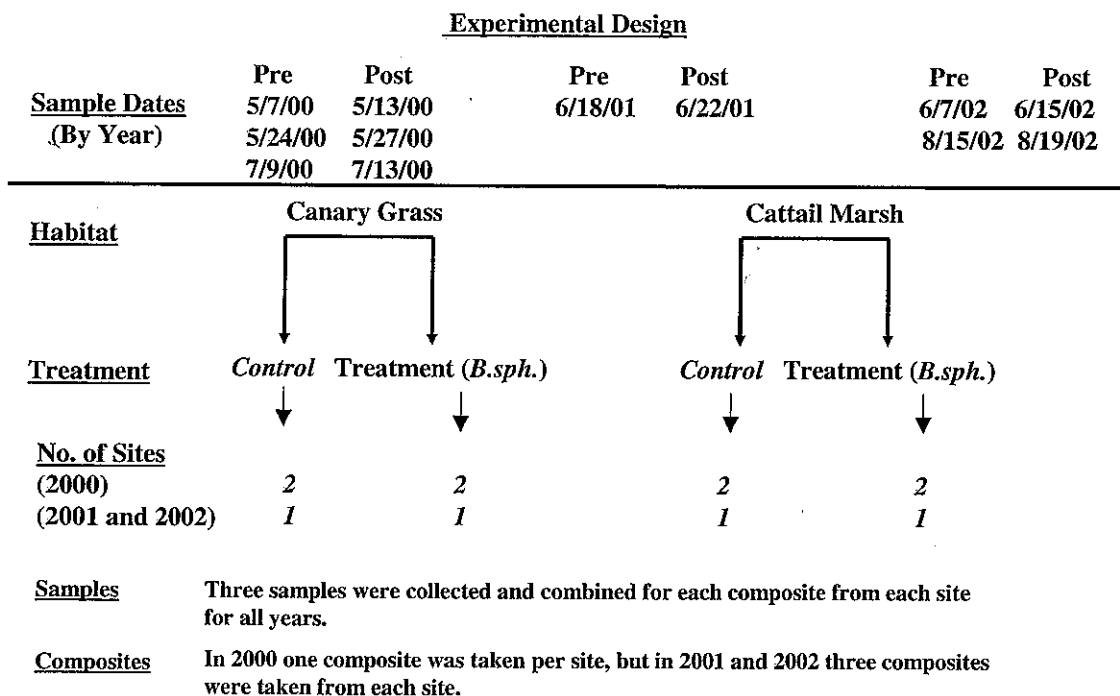 Experimental Design
Pre Post Pre Post Pre Post
Sample Dates 5/7/00 5/13/00 6/18/01 6/22/01 6/7/02 6/15/02
(By Year) 5/24/00 5/27/00 8/15/02 8/19/02
7/9/00 7/13/00
Habitat Canary Grass Cattail Marsh
Treatment Control Treatment (B.sph.) Control Treatment (B.sph.)
No. of Sites
(2000) 2 2 2 2
(2001 and 2002) 1 1 1 1
Samples Three samples were collected and combined for each composite from each site
for all years.
Composites In 2000 one composite was taken per site, but in 2001 and 2002 three composites
were taken from each site.